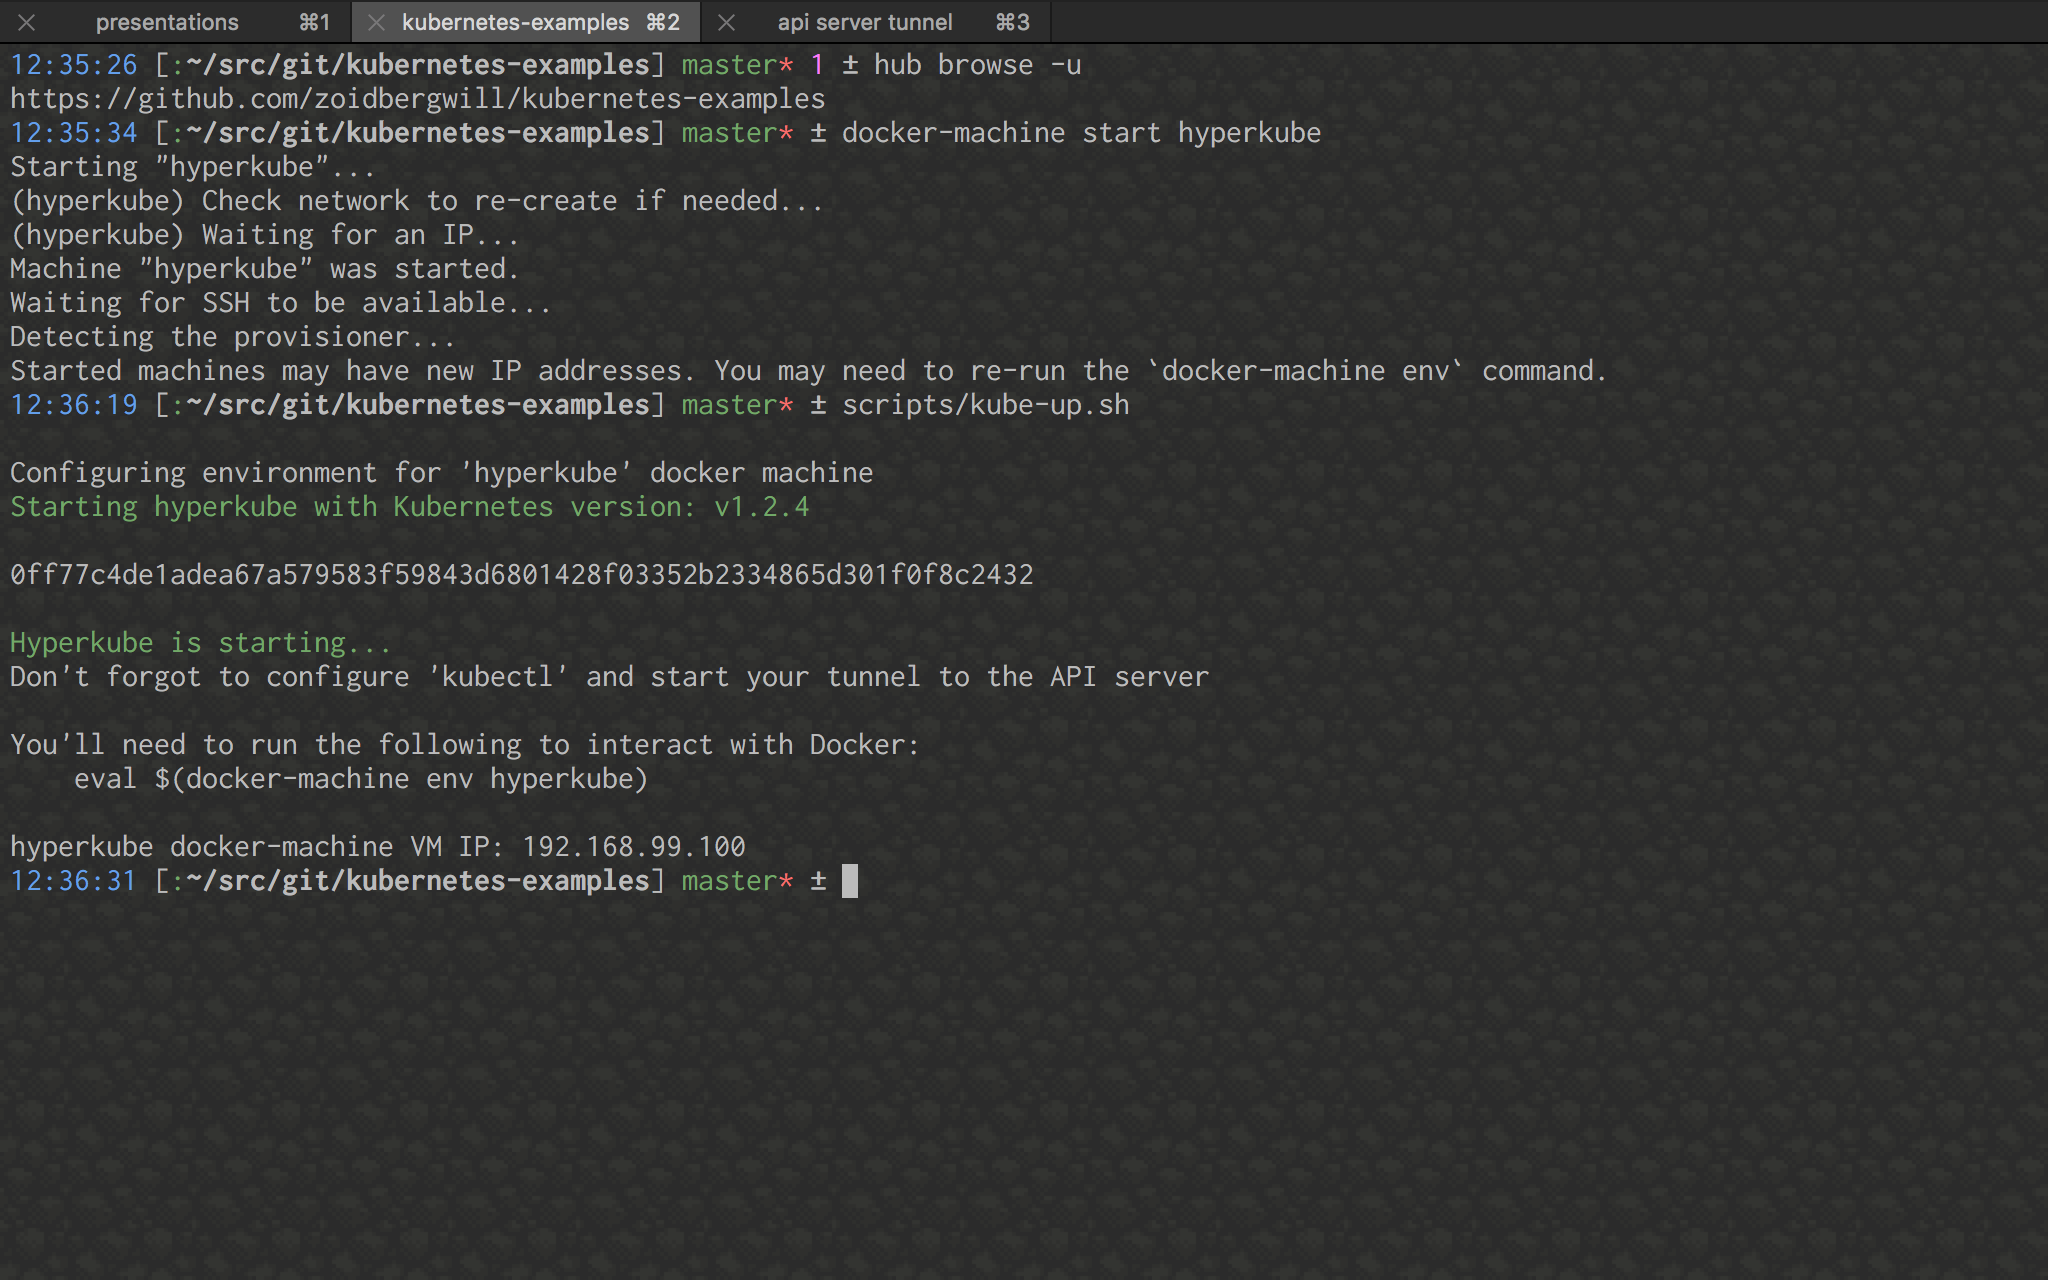 presentations ⌘1 kubernetes-examples ⌘2 api server tunnel ⌘3
12:35:26 [:~/src/git/kubernetes-examples] master* 1 ± hub browse -u
https://github.com/zoidbergwill/kubernetes-examples
12:35:34 [:~/src/git/kubernetes-examples] master* ± docker-machine start hyperkube
Starting "hyperkube"...
(hyperkube) Check network to re-create if needed...
(hyperkube) Waiting for an IP...
Machine "hyperkube" was started.
Waiting for SSH to be available...
Detecting the provisioner...
Started machines may have new IP addresses. You may need to re-run the `docker-machine env` command.
12:36:19 [:~/src/git/kubernetes-examples] master* ± scripts/kube-up.sh
Configuring environment for 'hyperkube' docker machine
Starting hyperkube with Kubernetes version: v1.2.4
0ff77c4de1adea67a579583f59843d6801428f03352b2334865d301f0f8c2432
Hyperkube is starting...
Don't forgot to configure 'kubectl' and start your tunnel to the API server
You'll need to run the following to interact with Docker:
    eval $(docker-machine env hyperkube)
hyperkube docker-machine VM IP: 192.168.99.100
12:36:31 [:~/src/git/kubernetes-examples] master* ±